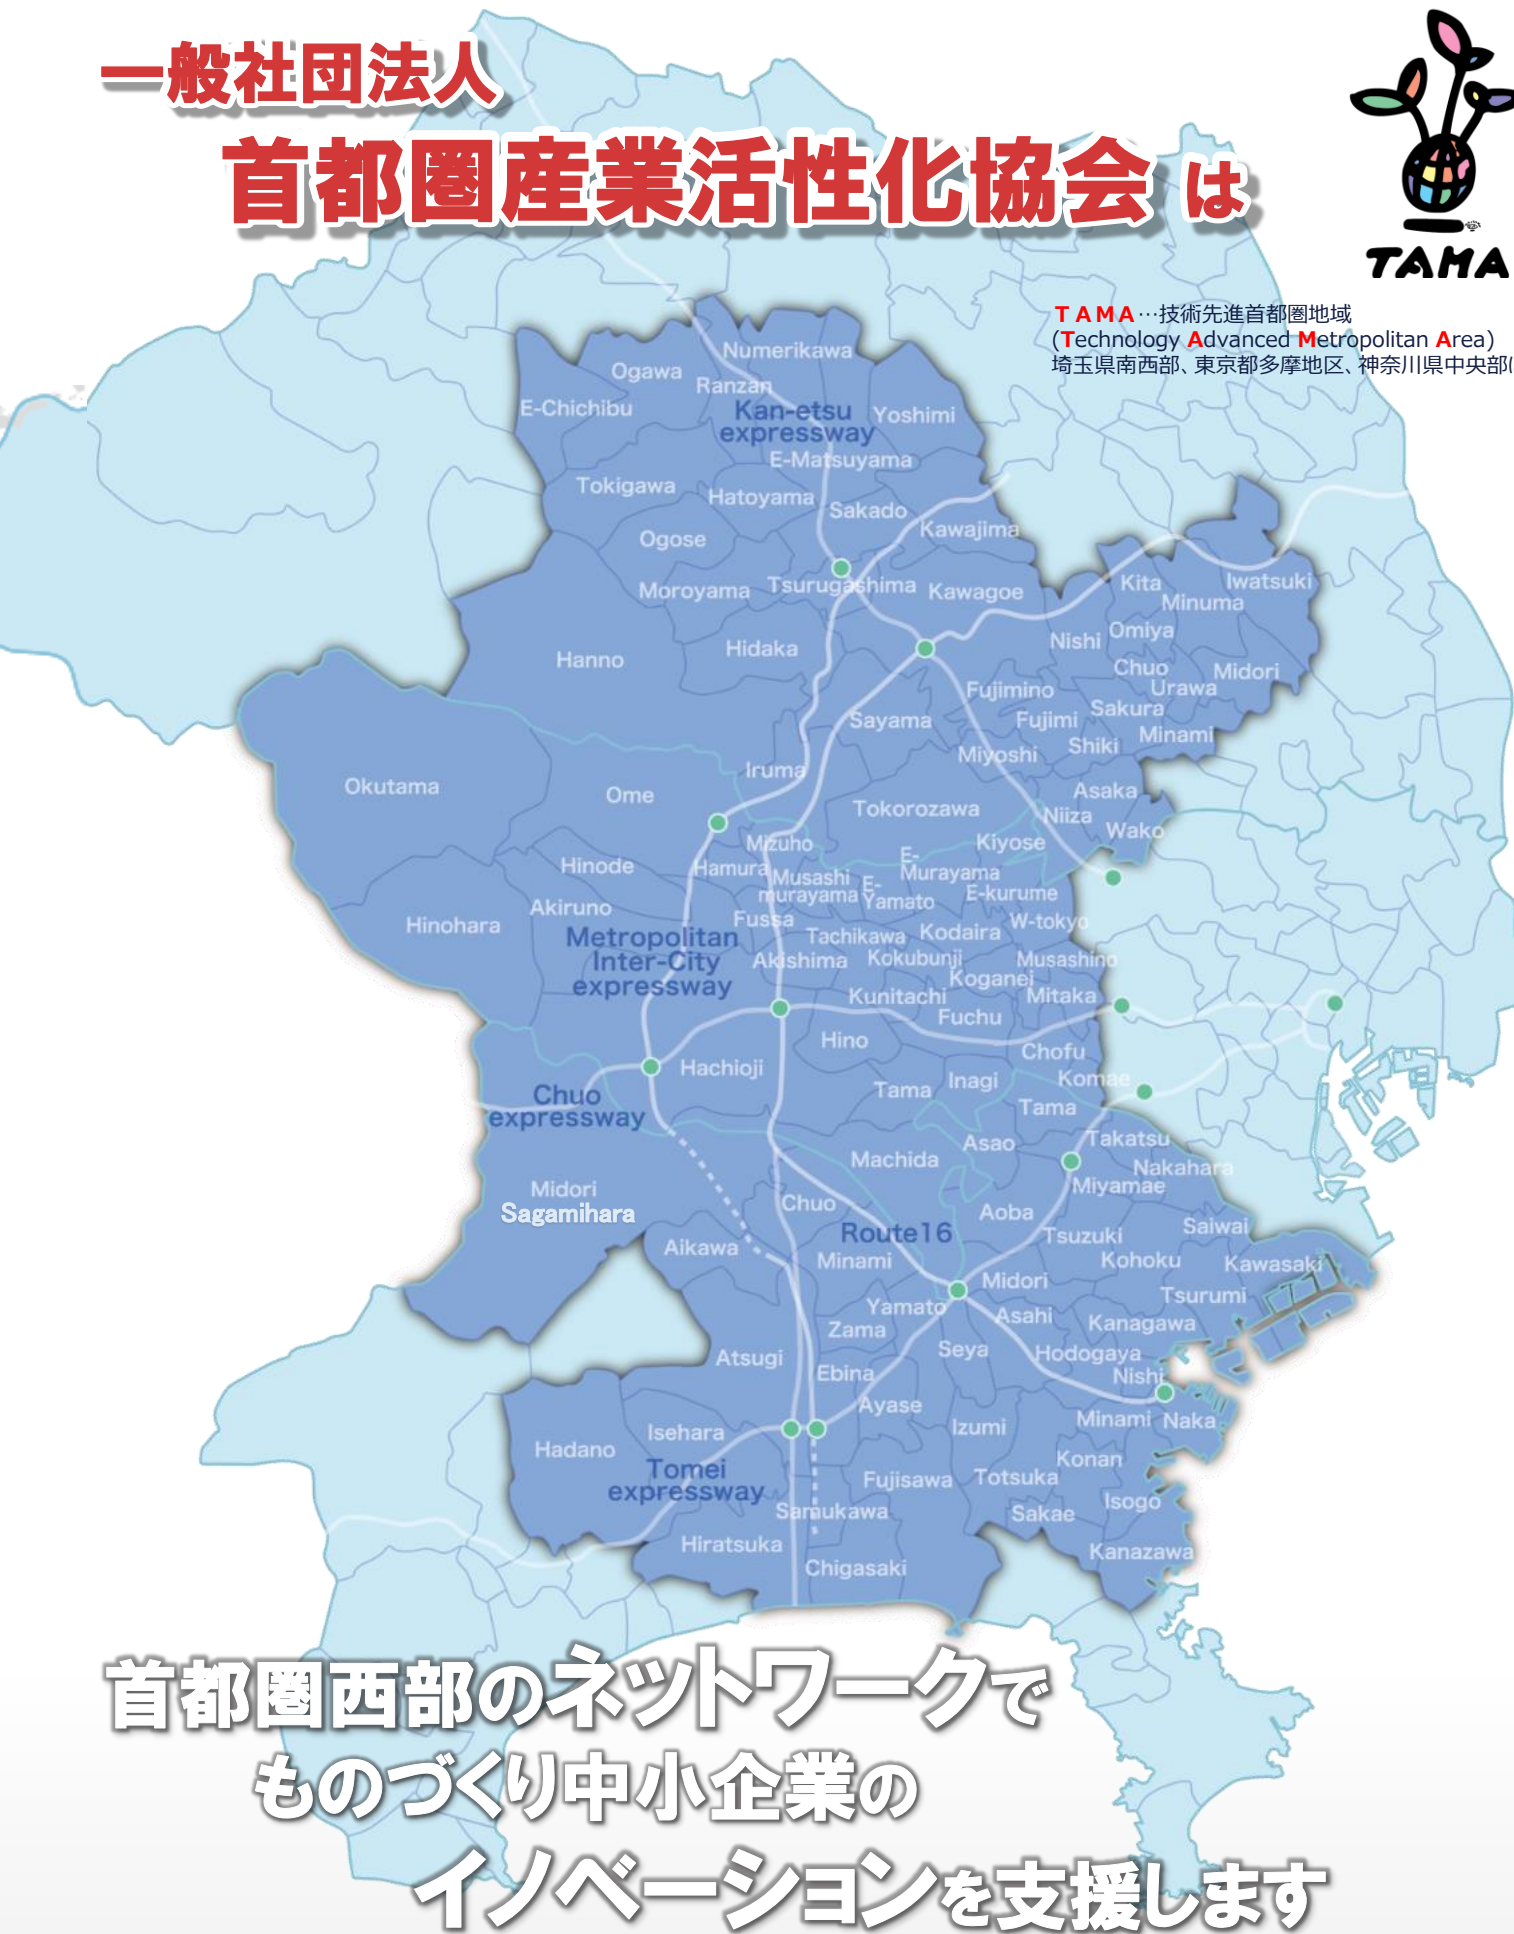 一般社団法人
首都圏産業活性化協会 は
TAMA
TAMA…技術先進首都圏地域
(Technology Advanced Metropolitan Area)
埼玉県南西部、東京都多摩地区、神奈川県中央部
Numerikawa
Ogawa
Ranzan
E-Chichibu
Kan-etsu
expressway
Yoshimi
E-Matsuyama
Tokigawa
Hatoyama
Sakado
Kawajima
Ogose
Moroyama
Tsurugashima
Kawagoe
Kita
Iwatsuki
Minuma
Hanno
Hidaka
Nishi
Omiya
Chuo
Midori
Urawa
Fujimino
Sakura
Sayama
Fujimi
Minami
Miyoshi
Shiki
Iruma
Okutama
Ome
Asaka
Tokorozawa
Niiza
Wako
Mizuho
Kiyose
Hinode
Hamura
Musashi
murayama
E-
Yamato
E-
Murayama
E-kurume
Akiruno
Hinohara
Fussa
W-tokyo
Tachikawa
Kodaira
Metropolitan
Inter-City
expressway
Akishima
Kokubunji
Musashino
Koganei
Kunitachi
Mitaka
Fuchu
Hino
Chofu
Hachioji
Tama
Inagi
Komae
Chuo
expressway
Tama
Asao
Takatsu
Machida
Nakahara
Miyamae
Midori
Sagamihara
Chuo
Aoba
Route16
Tsuzuki
Saiwai
Aikawa
Minami
Kohoku
Kawasaki
Midori
Tsurumi
Yamato
Asahi
Kanagawa
Zama
Seya
Hodogaya
Atsugi
Ebina
Nishi
Ayase
Izumi
Minami
Naka
Isehara
Hadano
Konan
Tomei
expressway
Fujisawa
Totsuka
Samukawa
Sakae
Isogo
Hiratsuka
Kanazawa
Chigasaki
首都圏西部のネットワークで
ものづくり中小企業の
イノベーションを支援します